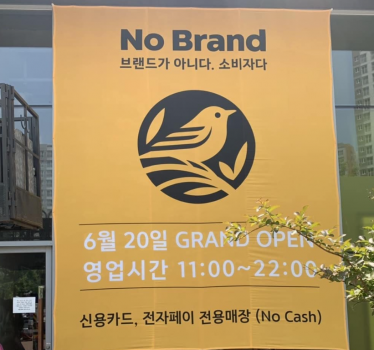 No Brand
브랜드가 아니다. 소비자다
6월 20일 GRAND OPEN
영업시간 11:00~22:00
신용카드, 전자페이 전용매장 (No Cash)